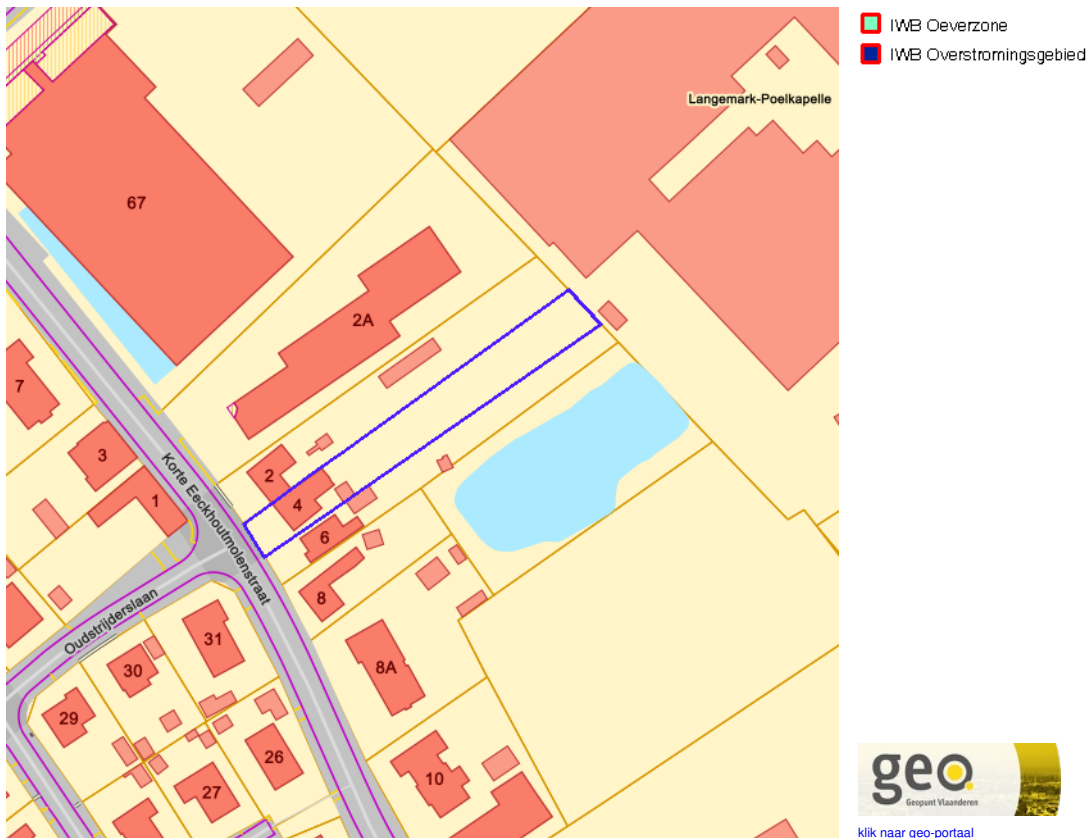 IWB Oeverzone
IWB Overstromingsgebied
Langemark-Poelkapelle
67
2A
7
3
1
2
4
6
8
Korte Eeckhoutmolenstraat
Oudstrijderslaan
31
8A
30
29
26
27
10
geo
Geopunt Vlaanderen
klik naar geo-portaal